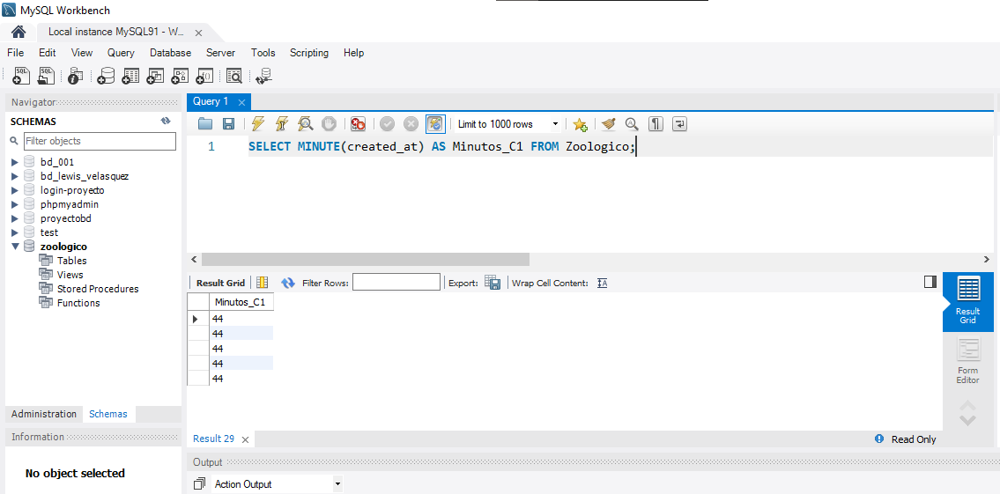 MySQL Workbench
Local instance MySQL91 - W...
File Edit View Query Database Server Tools Scripting Help
Navigator
SCHEMAS
Filter objects
bd_001
bd_lewis_velasquez
login-proyecto
phpmyadmin
proyectobd
test
zoologico
Tables
Views
Stored Procedures
Functions
Administration Schemas
Information
No object selected
Query 1
Limit to 1000 rows
1 SELECT MINUTE(created_at) AS Minutos_C1 FROM Zoologico;
Result Grid Filter Rows: Export: Wrap Cell Content:
Minutos_C1
44
44
44
44
44
Result Grid
Form Editor
Result 29
Read Only
Output
Action Output